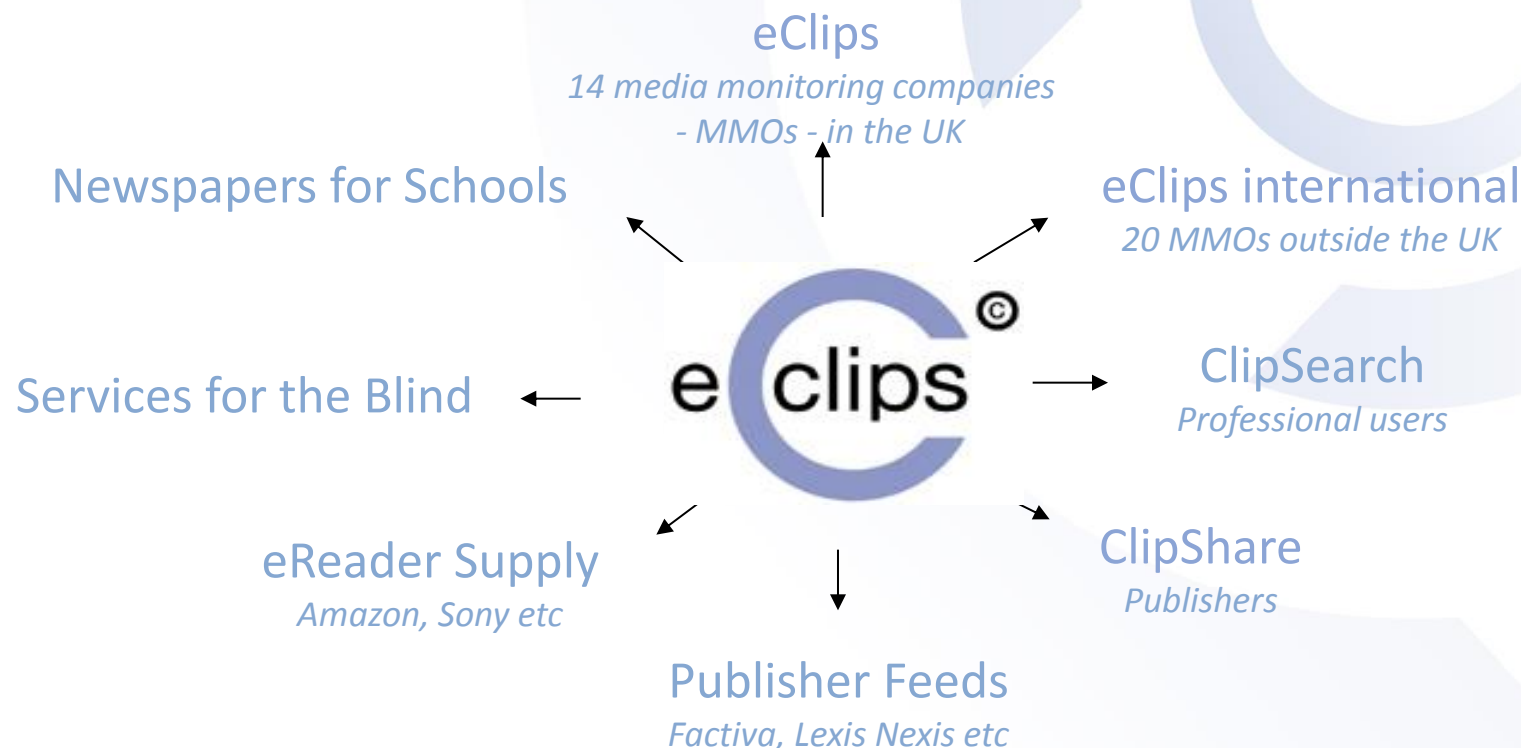 eClips
14 media monitoring companies
- MMOs - in the UK
Newspapers for Schools
eClips international
20 MMOs outside the UK
©
e clips
ClipSearch
Professional users
Services for the Blind
ClipShare
Publishers
eReader Supply
Amazon, Sony etc
Publisher Feeds
Factiva, Lexis Nexis etc